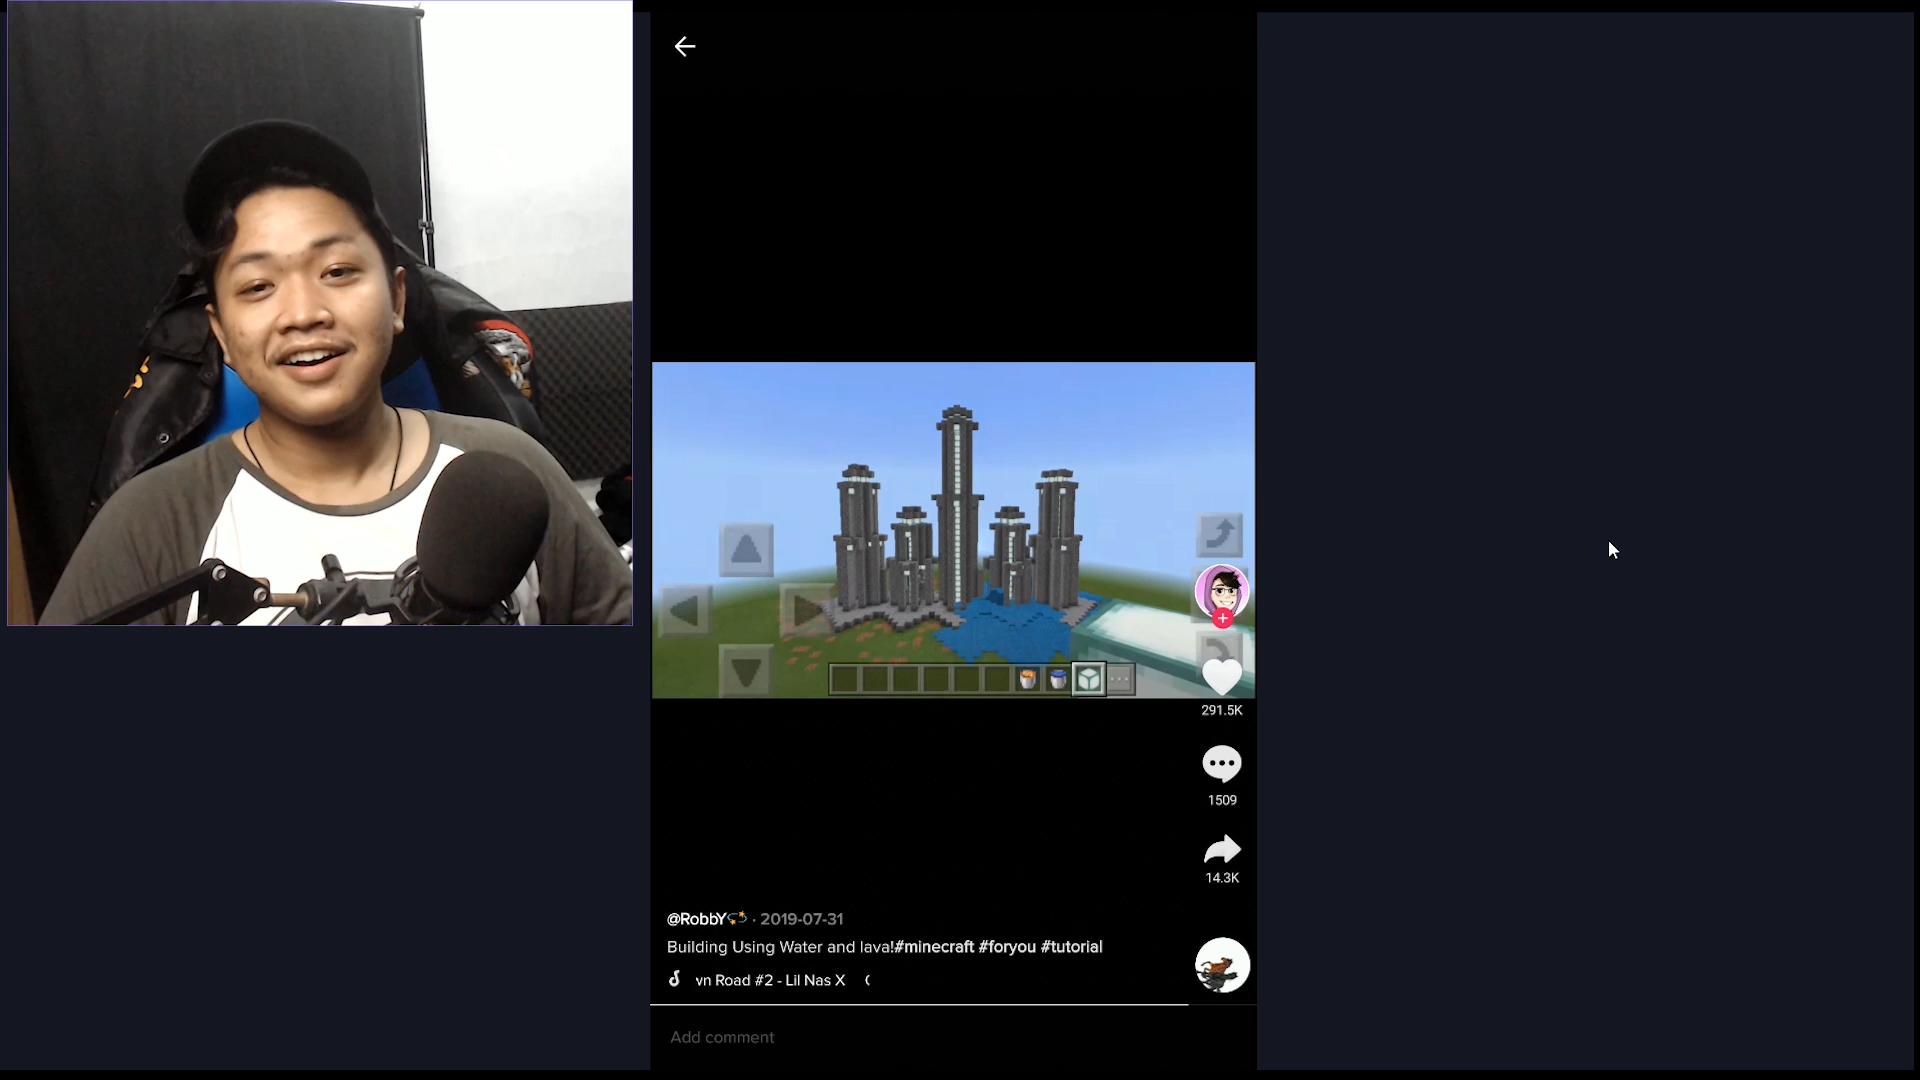 291.5K
1509
14.3K
@RobbY💫 · 2019-07-31
Building Using Water and lava!#minecraft #foryou #tutorial
vn Road #2 - Lil Nas X (
Add comment